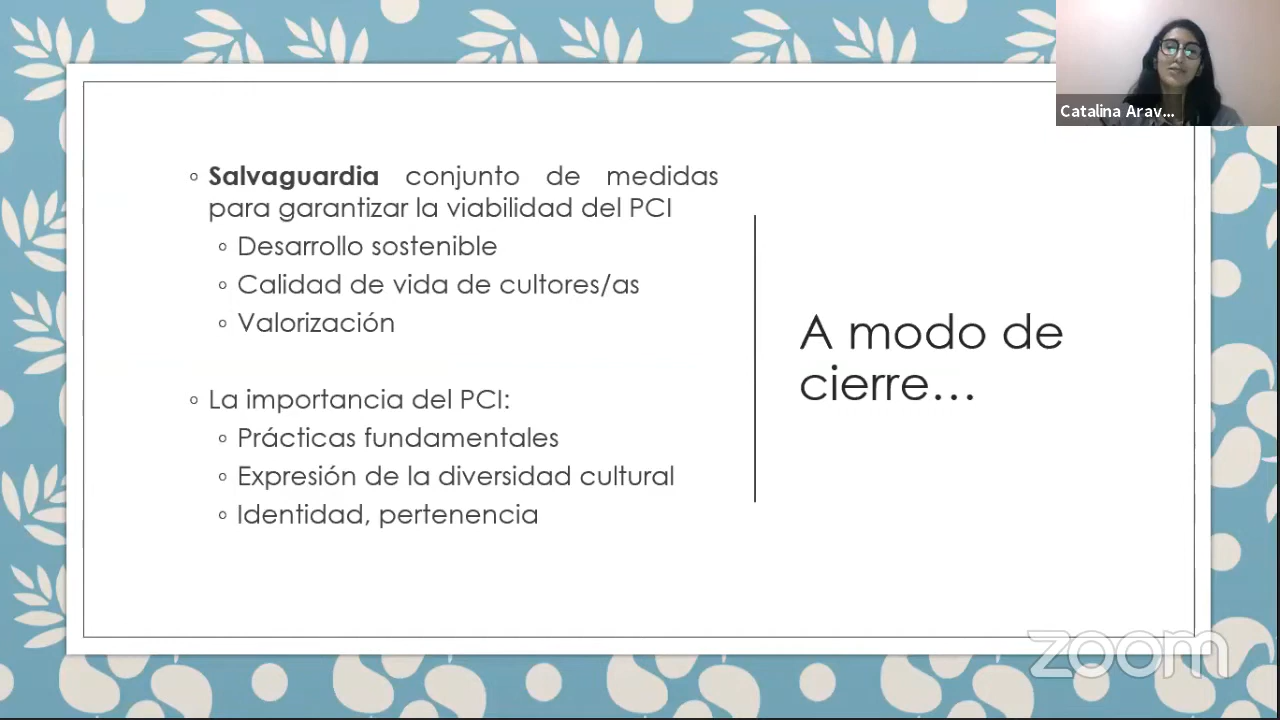 Catalina Arav...
◦ Salvaguardia conjunto de medidas
para garantizar la viabilidad del PCI
◦ Desarrollo sostenible
◦ Calidad de vida de cultores/as
◦ Valorización
◦ La importancia del PCI:
◦ Prácticas fundamentales
◦ Expresión de la diversidad cultural
◦ Identidad, pertenencia
A modo de
cierre...
zoom